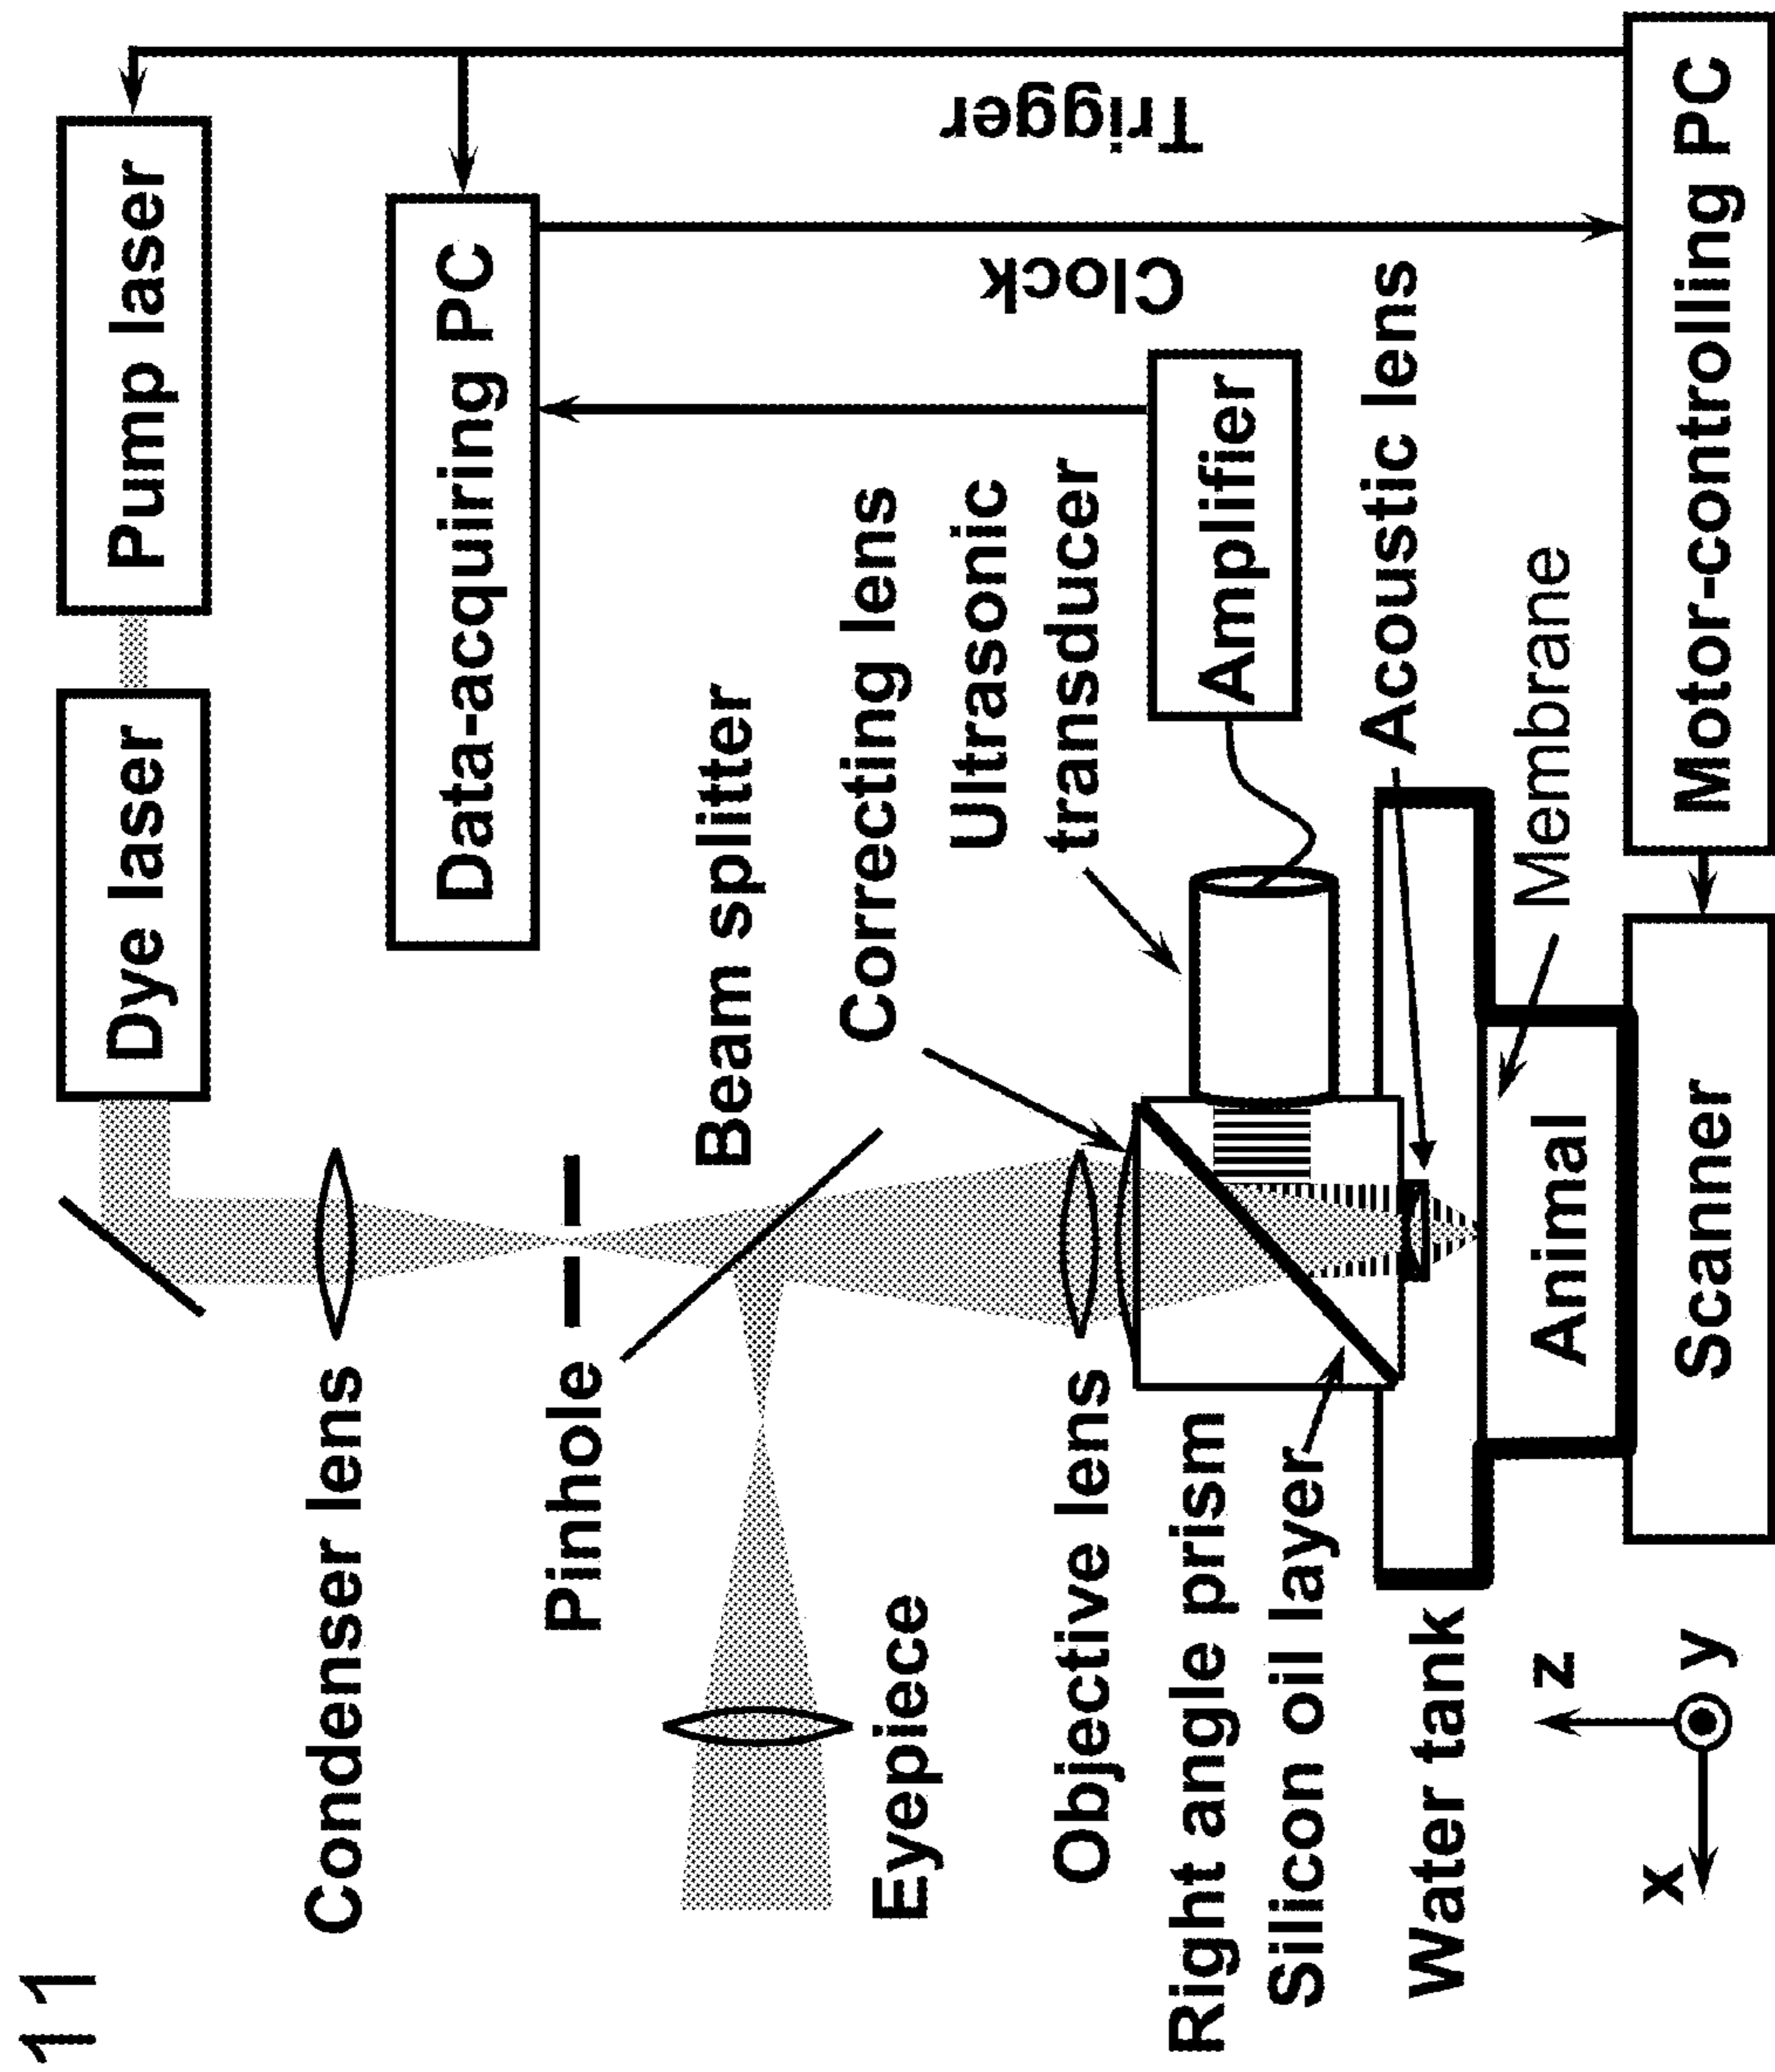 11
Dye laser
Pump laser
Condenser lens
Data-acquiring PC
Pinhole
Beam splitter
Correcting lens
Eyepiece
Ultrasonic
transducer
Trigger
Clock
Objective lens
Right angle prism
Silicon oil layer
Amplifier
Acoustic lens
Water tank
Membrane
z
Animal
x
y
Scanner
Motor-controlling PC